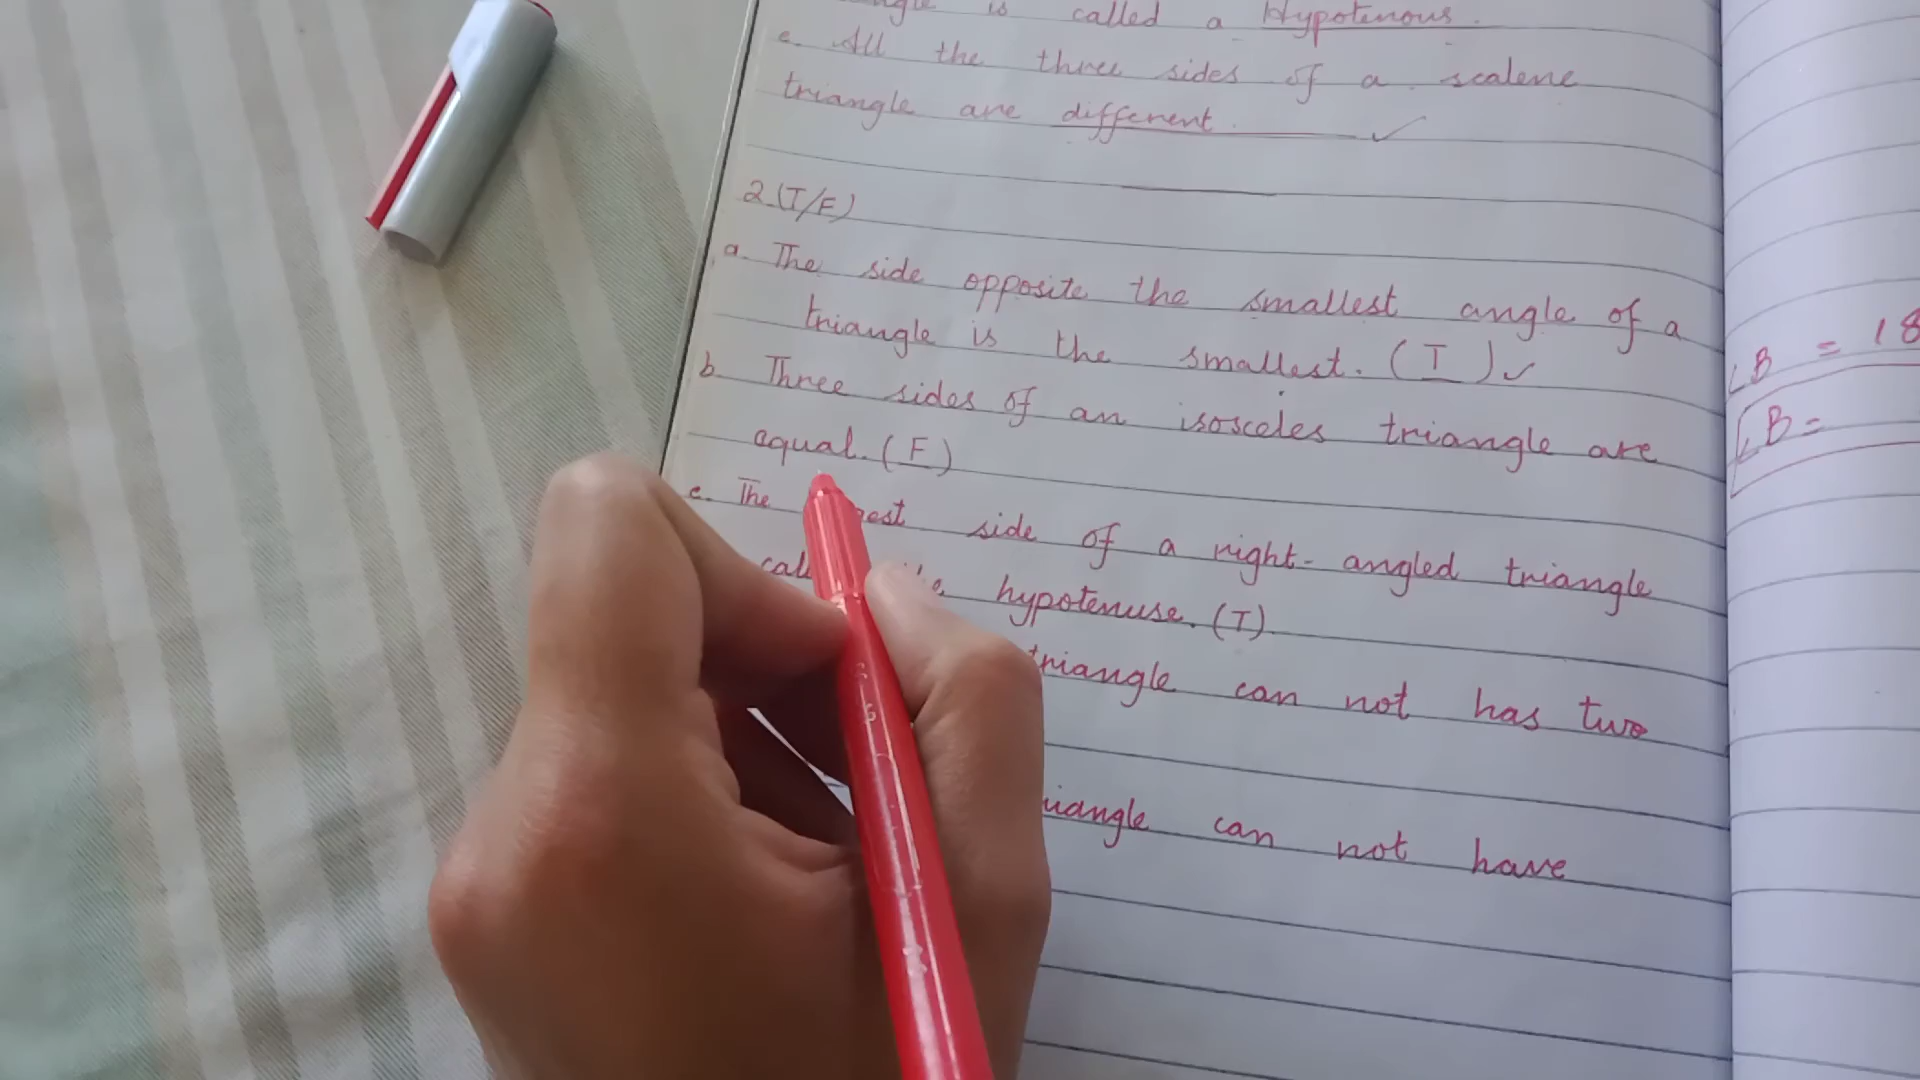 is called a Hypotenous.
e. All the three sides of a scalene
triangle are different.
2.(T/F)
a. The side opposite the smallest angle of a
triangle is the smallest. (T)
b Three sides of an isosceles triangle are
equal. (F)
c. The side of a right-angled triangle
hypotenuse. (T)
triangle can not has two
can not have
∠B = 18
∠B =